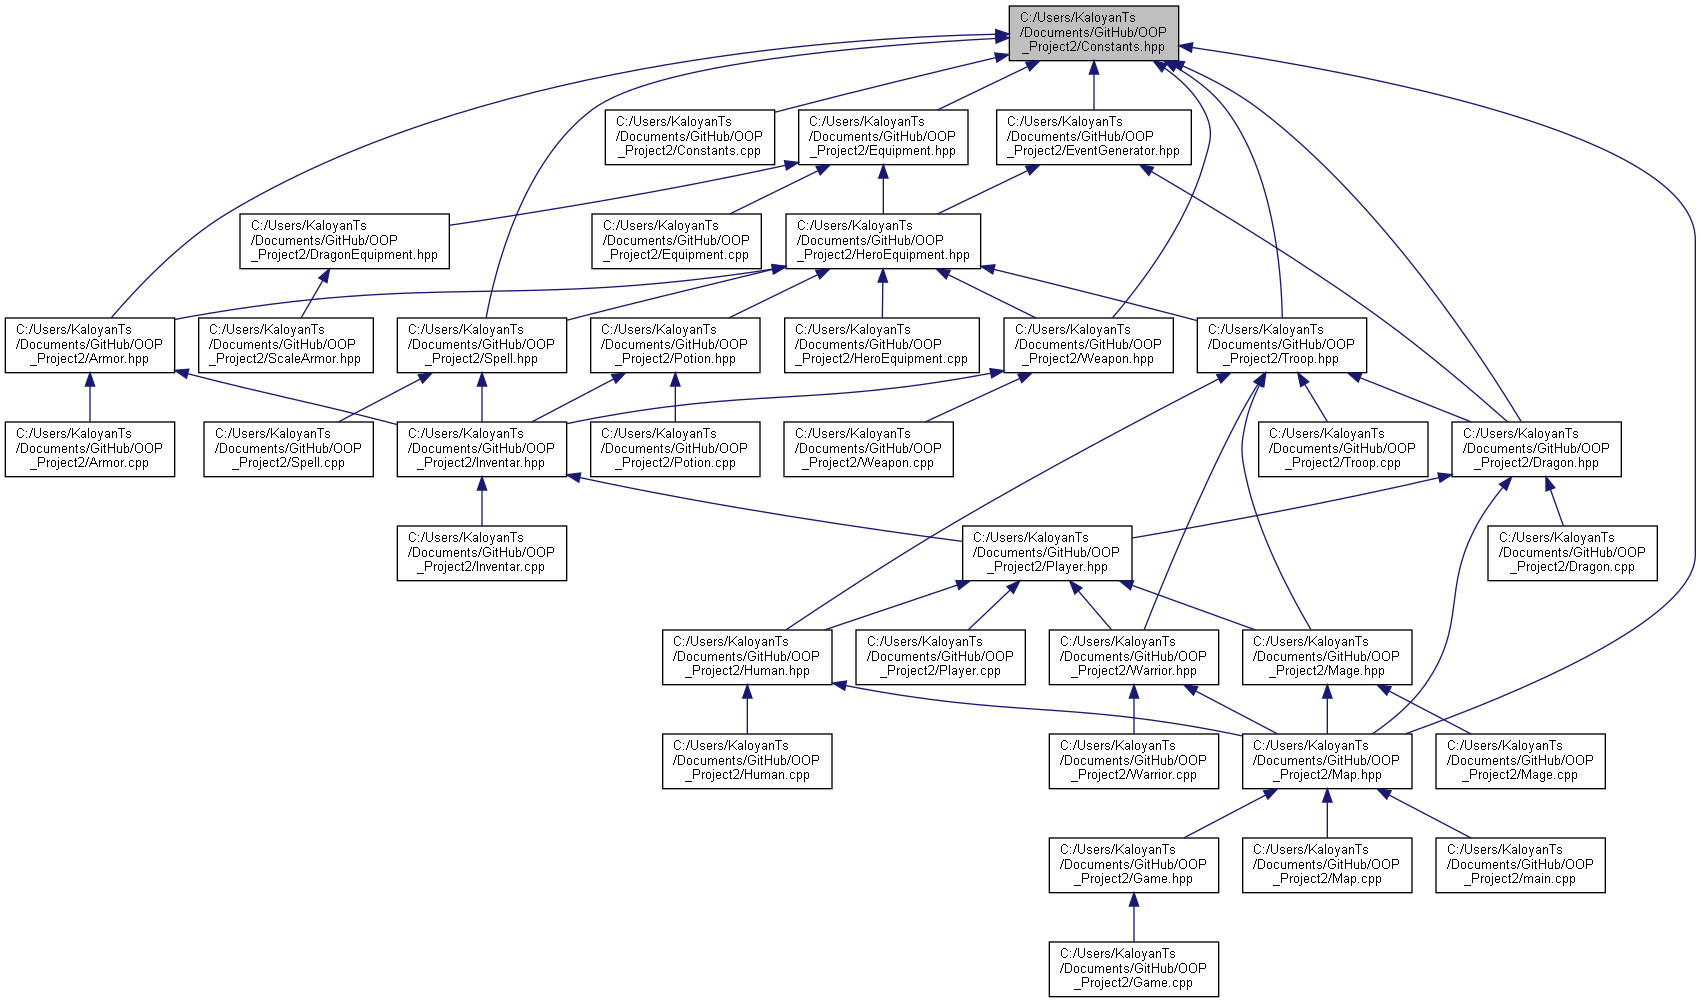 C:/Users/KaloyanTs
/Documents/GitHub/OOP
_Project2/Constants.hpp
C:/Users/KaloyanTs
/Documents/GitHub/OOP
_Project2/Constants.cpp
C:/Users/KaloyanTs
/Documents/GitHub/OOP
_Project2/Equipment.hpp
C:/Users/KaloyanTs
/Documents/GitHub/OOP
_Project2/EventGenerator.hpp
C:/Users/KaloyanTs
/Documents/GitHub/OOP
_Project2/DragonEquipment.hpp
C:/Users/KaloyanTs
/Documents/GitHub/OOP
_Project2/Equipment.cpp
C:/Users/KaloyanTs
/Documents/GitHub/OOP
_Project2/HeroEquipment.hpp
C:/Users/KaloyanTs
/Documents/GitHub/OOP
_Project2/Armor.hpp
C:/Users/KaloyanTs
/Documents/GitHub/OOP
_Project2/ScaleArmor.hpp
C:/Users/KaloyanTs
/Documents/GitHub/OOP
_Project2/Spell.hpp
C:/Users/KaloyanTs
/Documents/GitHub/OOP
_Project2/Potion.hpp
C:/Users/KaloyanTs
/Documents/GitHub/OOP
_Project2/HeroEquipment.cpp
C:/Users/KaloyanTs
/Documents/GitHub/OOP
_Project2/Weapon.hpp
C:/Users/KaloyanTs
/Documents/GitHub/OOP
_Project2/Troop.hpp
C:/Users/KaloyanTs
/Documents/GitHub/OOP
_Project2/Armor.cpp
C:/Users/KaloyanTs
/Documents/GitHub/OOP
_Project2/Spell.cpp
C:/Users/KaloyanTs
/Documents/GitHub/OOP
_Project2/Inventar.hpp
C:/Users/KaloyanTs
/Documents/GitHub/OOP
_Project2/Potion.cpp
C:/Users/KaloyanTs
/Documents/GitHub/OOP
_Project2/Weapon.cpp
C:/Users/KaloyanTs
/Documents/GitHub/OOP
_Project2/Troop.cpp
C:/Users/KaloyanTs
/Documents/GitHub/OOP
_Project2/Dragon.hpp
C:/Users/KaloyanTs
/Documents/GitHub/OOP
_Project2/Inventar.cpp
C:/Users/KaloyanTs
/Documents/GitHub/OOP
_Project2/Player.hpp
C:/Users/KaloyanTs
/Documents/GitHub/OOP
_Project2/Dragon.cpp
C:/Users/KaloyanTs
/Documents/GitHub/OOP
_Project2/Human.hpp
C:/Users/KaloyanTs
/Documents/GitHub/OOP
_Project2/Player.cpp
C:/Users/KaloyanTs
/Documents/GitHub/OOP
_Project2/Warrior.hpp
C:/Users/KaloyanTs
/Documents/GitHub/OOP
_Project2/Mage.hpp
C:/Users/KaloyanTs
/Documents/GitHub/OOP
_Project2/Human.cpp
C:/Users/KaloyanTs
/Documents/GitHub/OOP
_Project2/Warrior.cpp
C:/Users/KaloyanTs
/Documents/GitHub/OOP
_Project2/Map.hpp
C:/Users/KaloyanTs
/Documents/GitHub/OOP
_Project2/Mage.cpp
C:/Users/KaloyanTs
/Documents/GitHub/OOP
_Project2/Game.hpp
C:/Users/KaloyanTs
/Documents/GitHub/OOP
_Project2/Map.cpp
C:/Users/KaloyanTs
/Documents/GitHub/OOP
_Project2/main.cpp
C:/Users/KaloyanTs
/Documents/GitHub/OOP
_Project2/Game.cpp